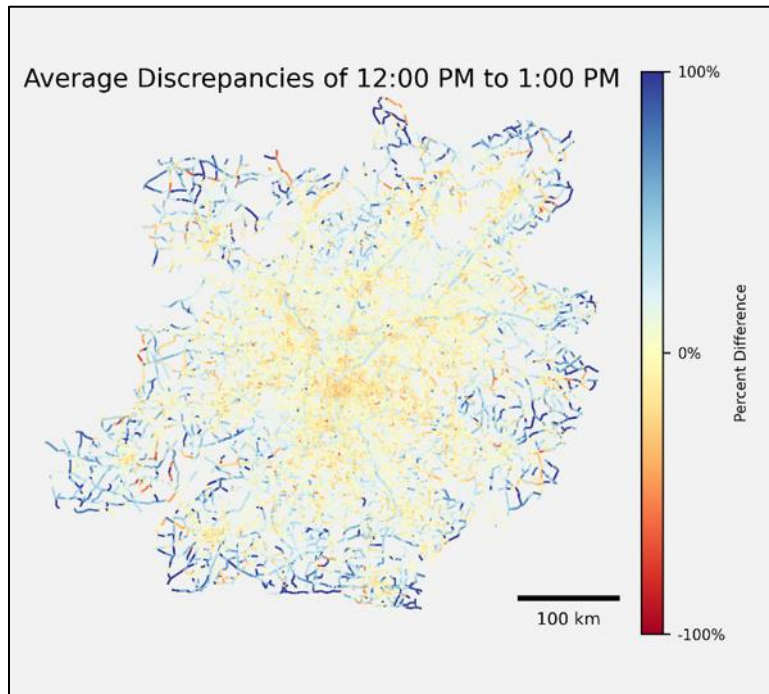 Average Discrepancies of 12:00 PM to 1:00 PM
100%
0%
-100%
Percent Difference
100 km